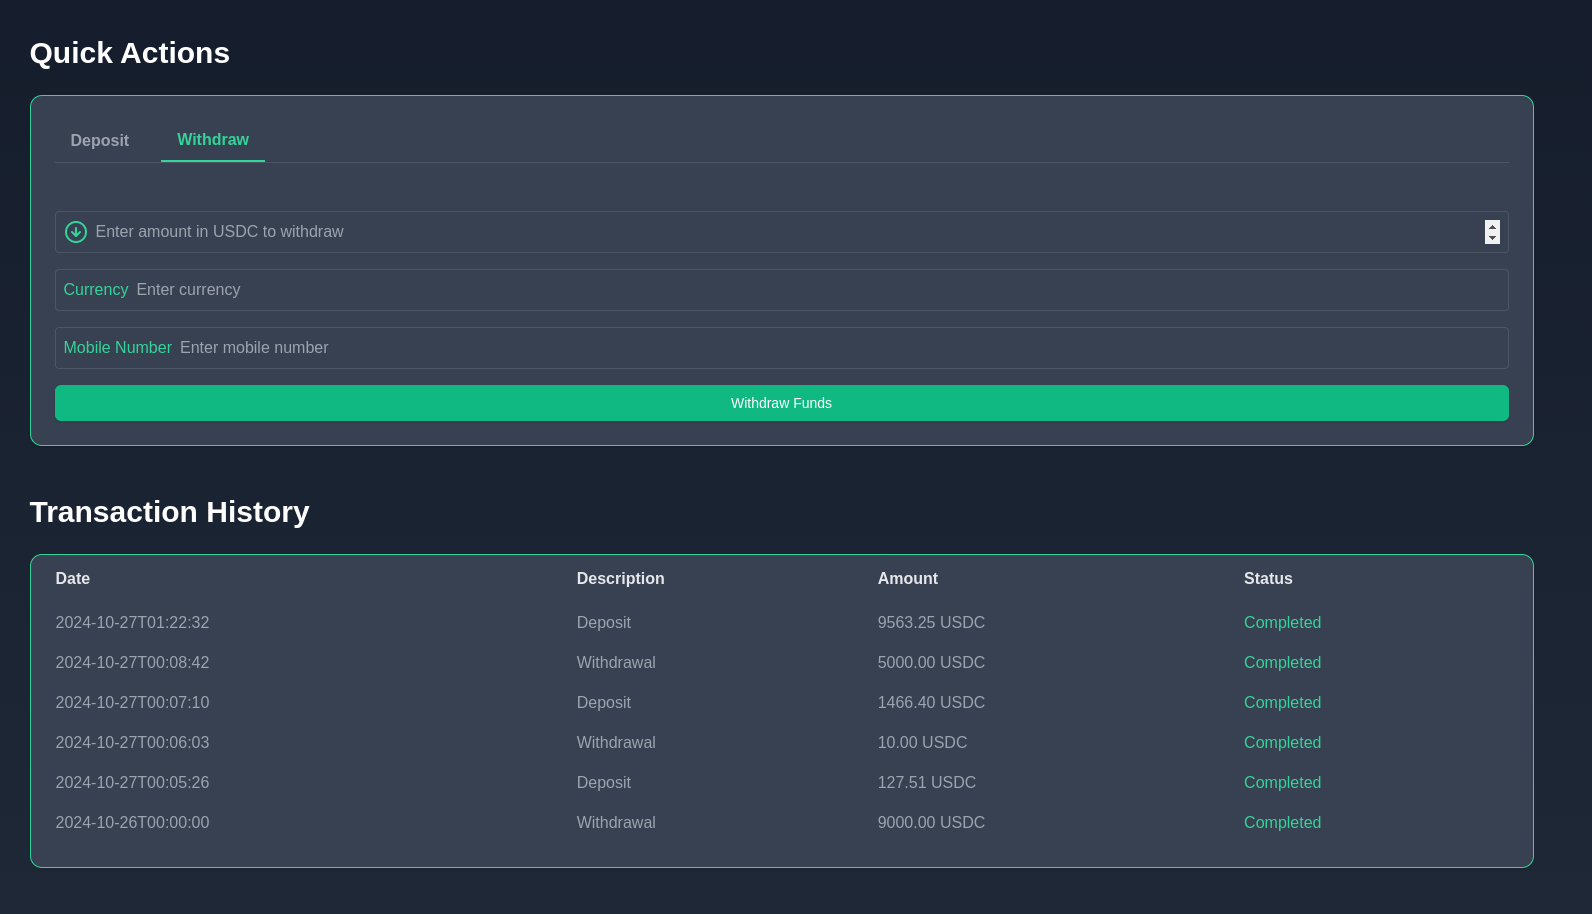 Quick Actions
Deposit Withdraw
Enter amount in USDC to withdraw
Currency Enter currency
Mobile Number Enter mobile number
Withdraw Funds
Transaction History
Date Description Amount Status
2024-10-27T01:22:32 Deposit 9563.25 USDC Completed
2024-10-27T00:08:42 Withdrawal 5000.00 USDC Completed
2024-10-27T00:07:10 Deposit 1466.40 USDC Completed
2024-10-27T00:06:03 Withdrawal 10.00 USDC Completed
2024-10-27T00:05:26 Deposit 127.51 USDC Completed
2024-10-26T00:00:00 Withdrawal 9000.00 USDC Completed